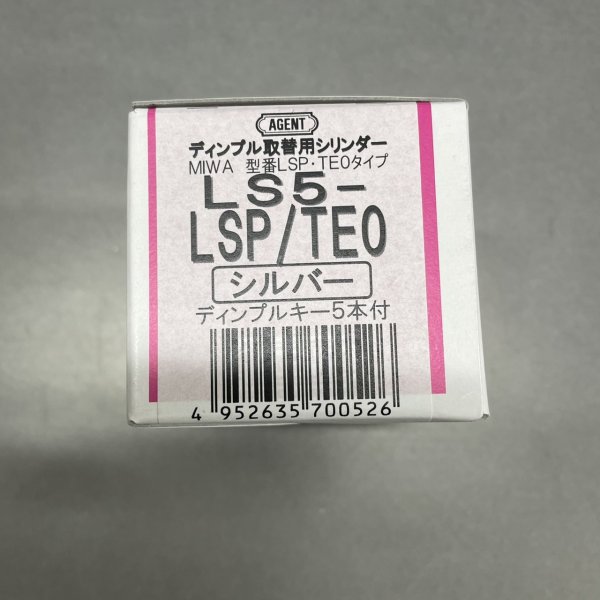 AGENT
ディンプル取替用シリンダー
MIWA 型番LSP・TE0タイプ
LS5-
LSP/TE0
シルバー
ディンプルキー5本付
4 952635 700526